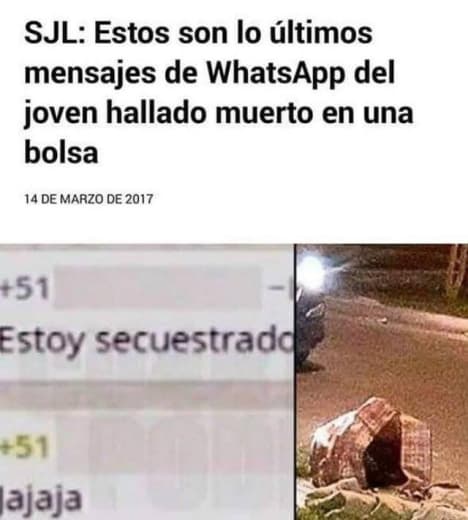 SJL: Estos son lo últimos
mensajes de WhatsApp del
joven hallado muerto en una
bolsa
14 DE MARZO DE 2017
+51
Estoy secuestrado
+51
Jajaja